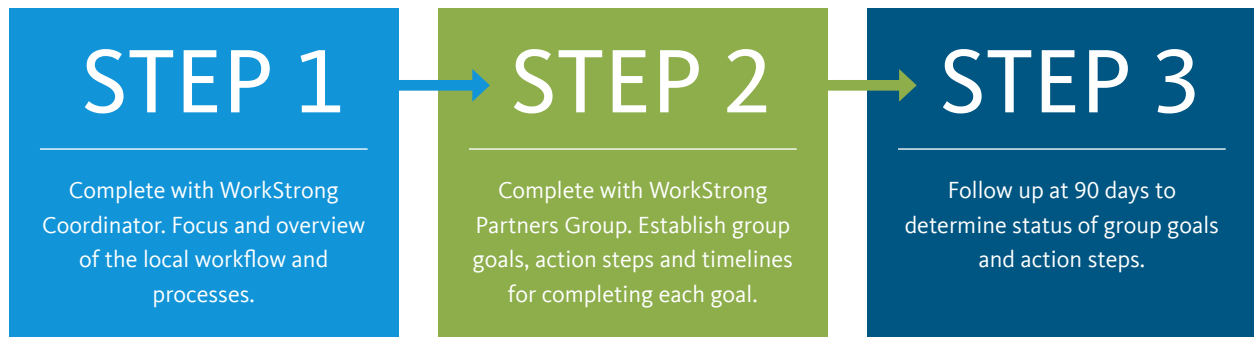 STEP 1
Complete with WorkStrong
Coordinator. Focus and overview
of the local workflow and
processes.
STEP 2
Complete with WorkStrong
Partners Group. Establish group
goals, action steps and timelines
for completing each goal.
STEP 3
Follow up at 90 days to
determine status of group goals
and action steps.